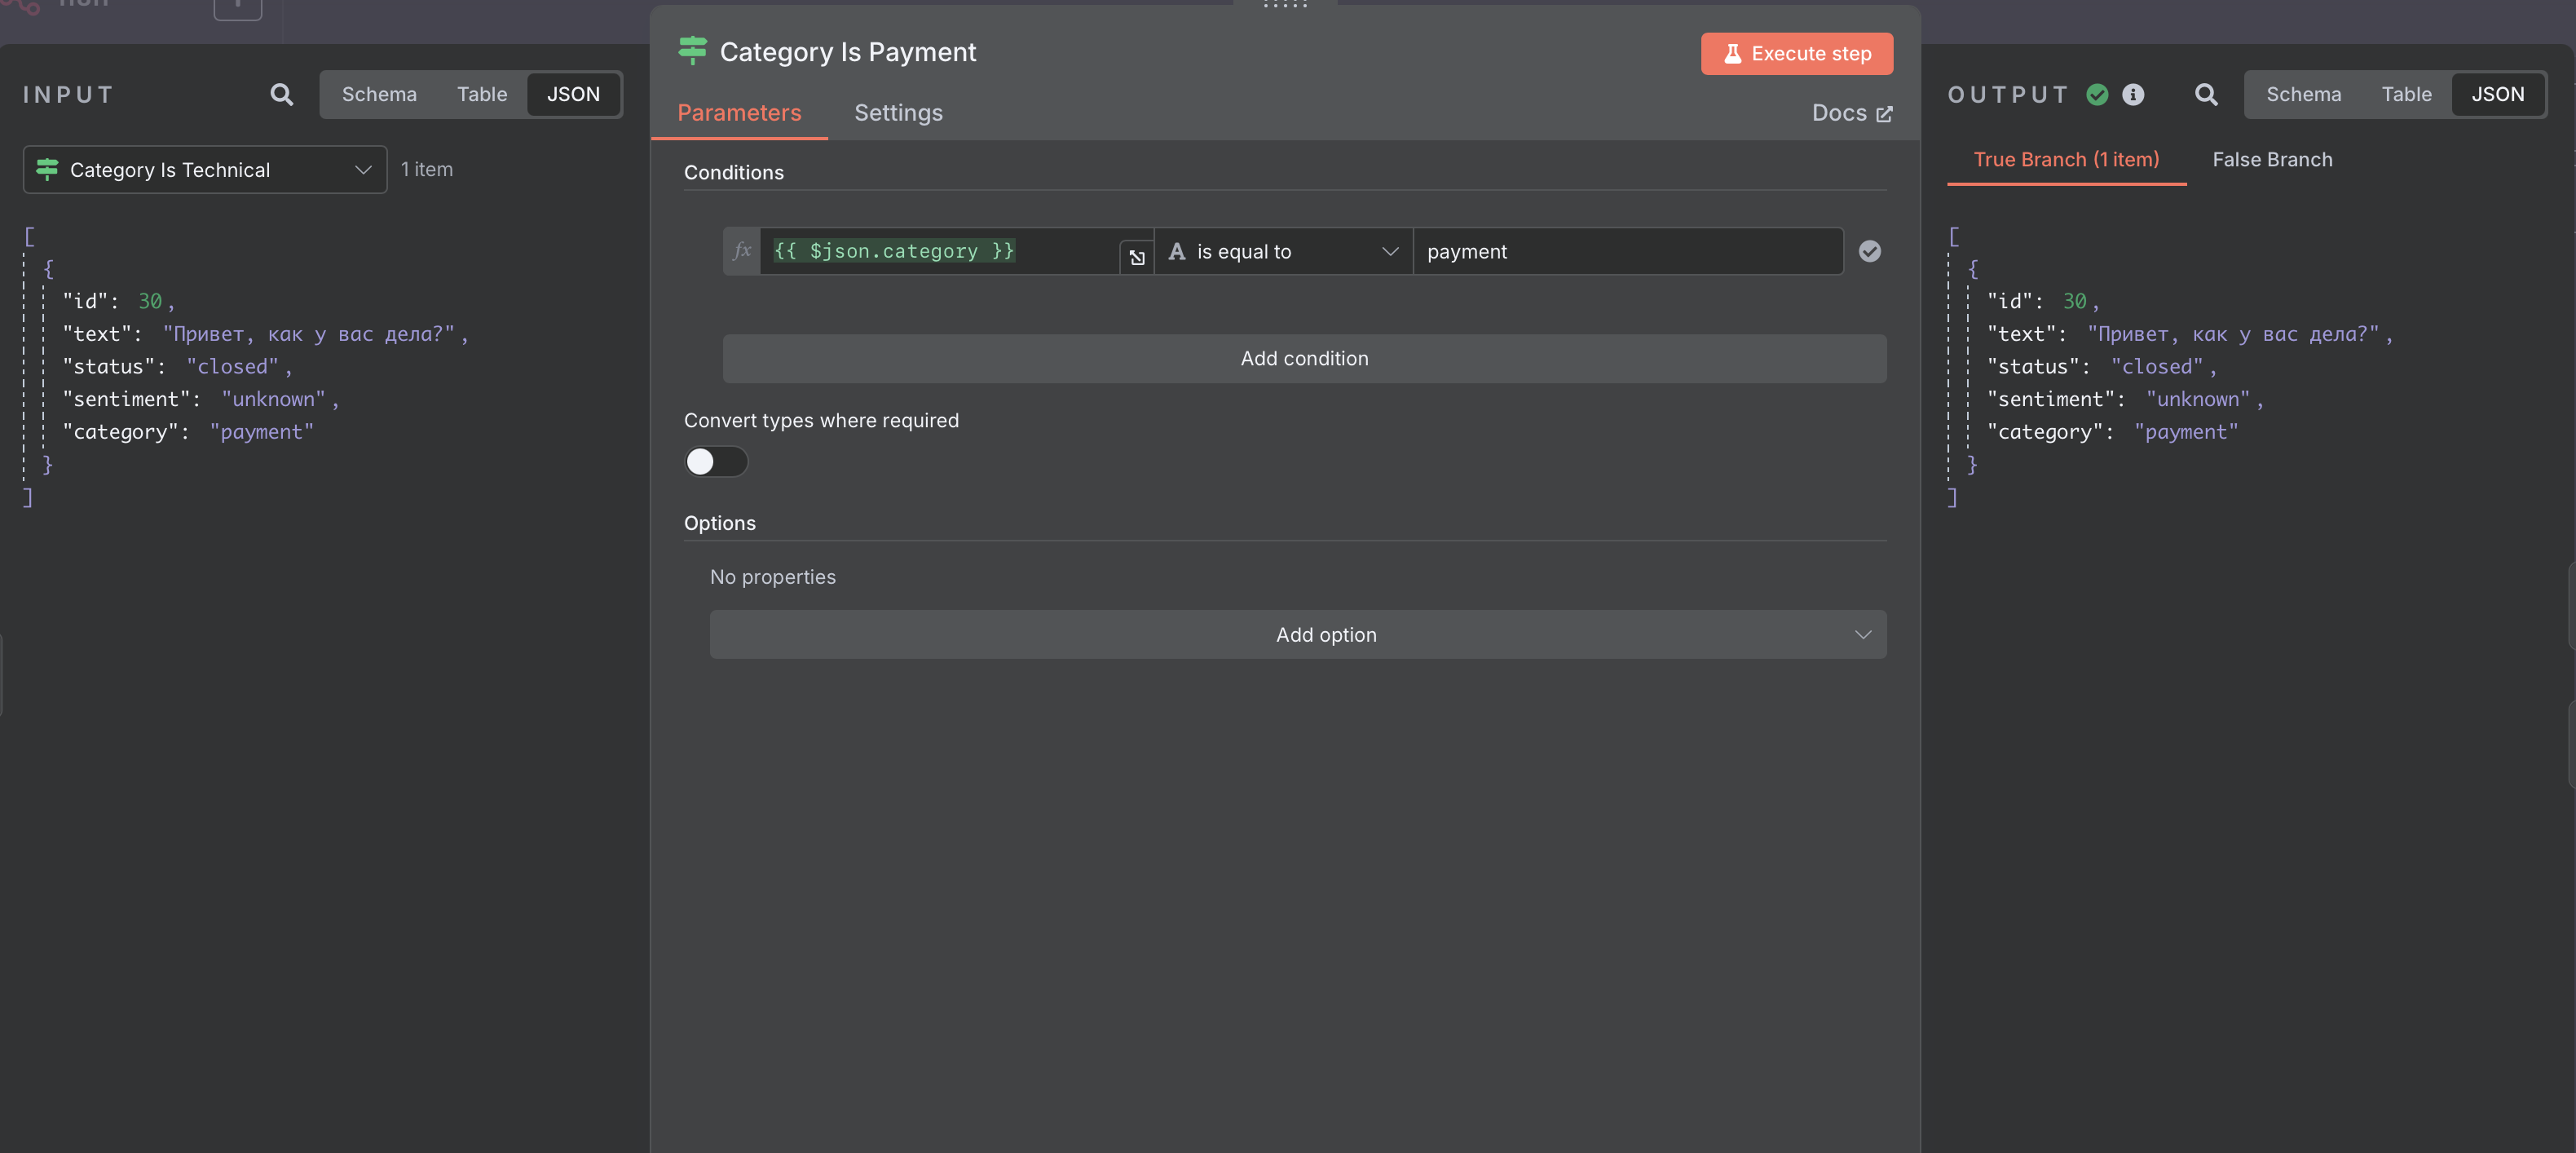 INPUT
Schema
Table
JSON
Category Is Technical
1 item
[
{
"id": 30,
"text": "Привет, как у вас дела?",
"status": "closed",
"sentiment": "unknown",
"category": "payment"
}
]
Category Is Payment
Execute step
Parameters
Settings
Docs
Conditions
fx
{{ $json.category }}
A is equal to
payment
Add condition
Convert types where required
Options
No properties
Add option
OUTPUT
Schema
Table
JSON
True Branch (1 item)
False Branch
[
{
"id": 30,
"text": "Привет, как у вас дела?",
"status": "closed",
"sentiment": "unknown",
"category": "payment"
}
]